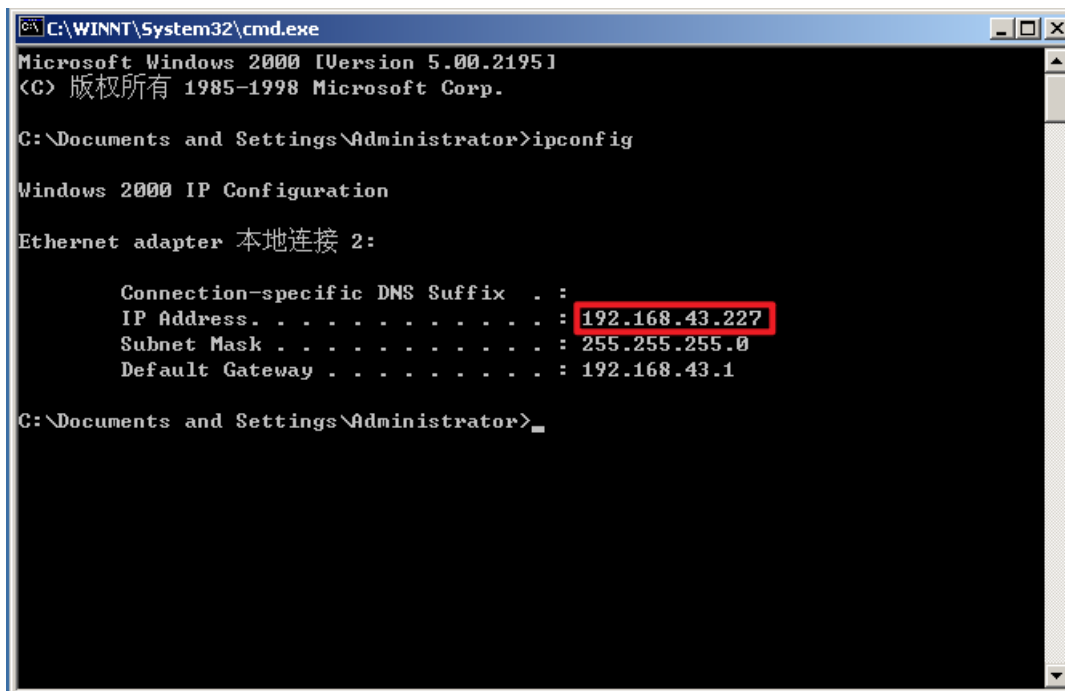 C:\WINNT\System32\cmd.exe
Microsoft Windows 2000 [Version 5.00.2195]
(C) 版权所有 1985-1998 Microsoft Corp.
C:\Documents and Settings\Administrator>ipconfig
Windows 2000 IP Configuration
Ethernet adapter 本地连接 2:
Connection-specific DNS Suffix . :
IP Address. . . . . . . . . . . . : 192.168.43.227
Subnet Mask . . . . . . . . . . . : 255.255.255.0
Default Gateway . . . . . . . . . : 192.168.43.1
C:\Documents and Settings\Administrator>_